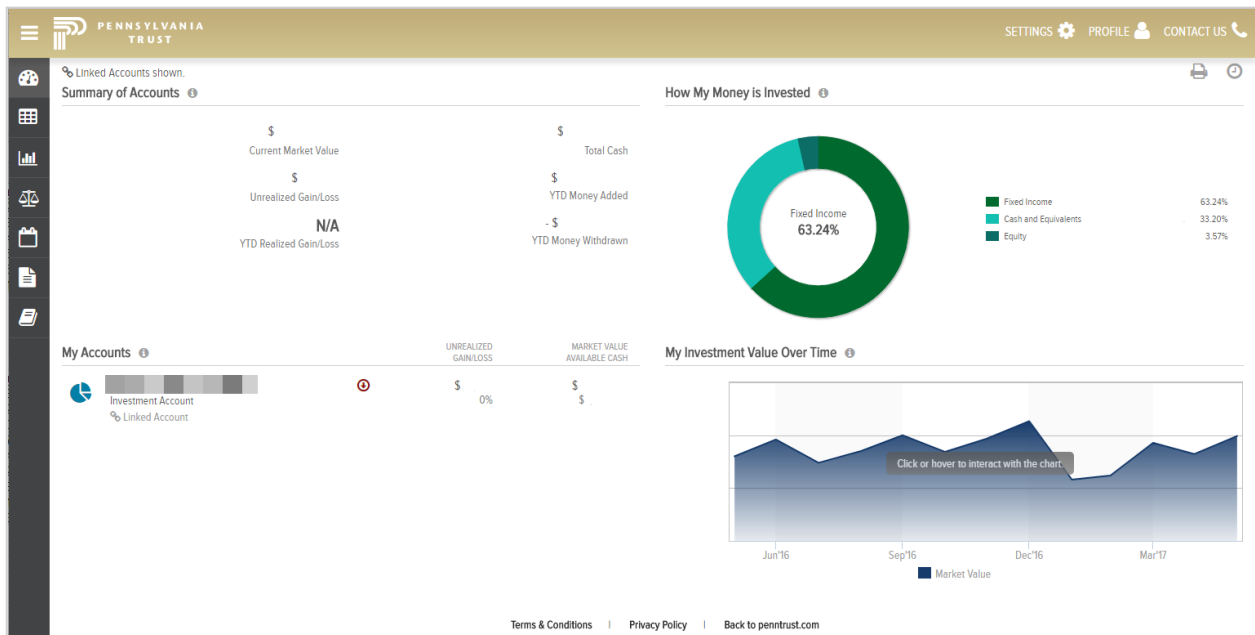 PENNSYLVANIA
TRUST
SETTINGS
PROFILE
CONTACT US
Linked Accounts shown.
Summary of Accounts
$
Current Market Value
$
Total Cash
$
Unrealized Gain/Loss
$
YTD Money Added
N/A
YTD Realized Gain/Loss
- $
YTD Money Withdrawn
How My Money is Invested
Fixed Income
63.24%
Fixed Income 63.24%
Cash and Equivalents 33.20%
Equity 3.57%
My Accounts
UNREALIZED
GAIN/LOSS
MARKET VALUE
AVAILABLE CASH
$ $
Investment Account 0% $
Linked Account
My Investment Value Over Time
Click or hover to interact with the chart
Jun'16 Sep'16 Dec'16 Mar'17
Market Value
Terms & Conditions | Privacy Policy | Back to penntrust.com